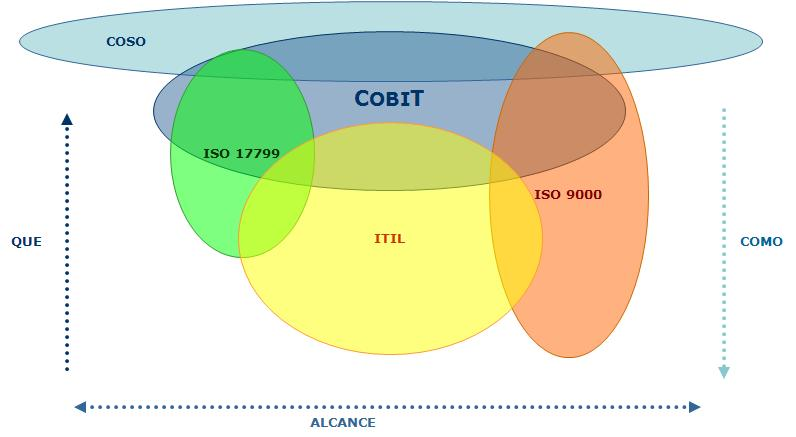 COSO
COBIT
ISO 17799
ISO 9000
ITIL
QUE
COMO
ALCANCE